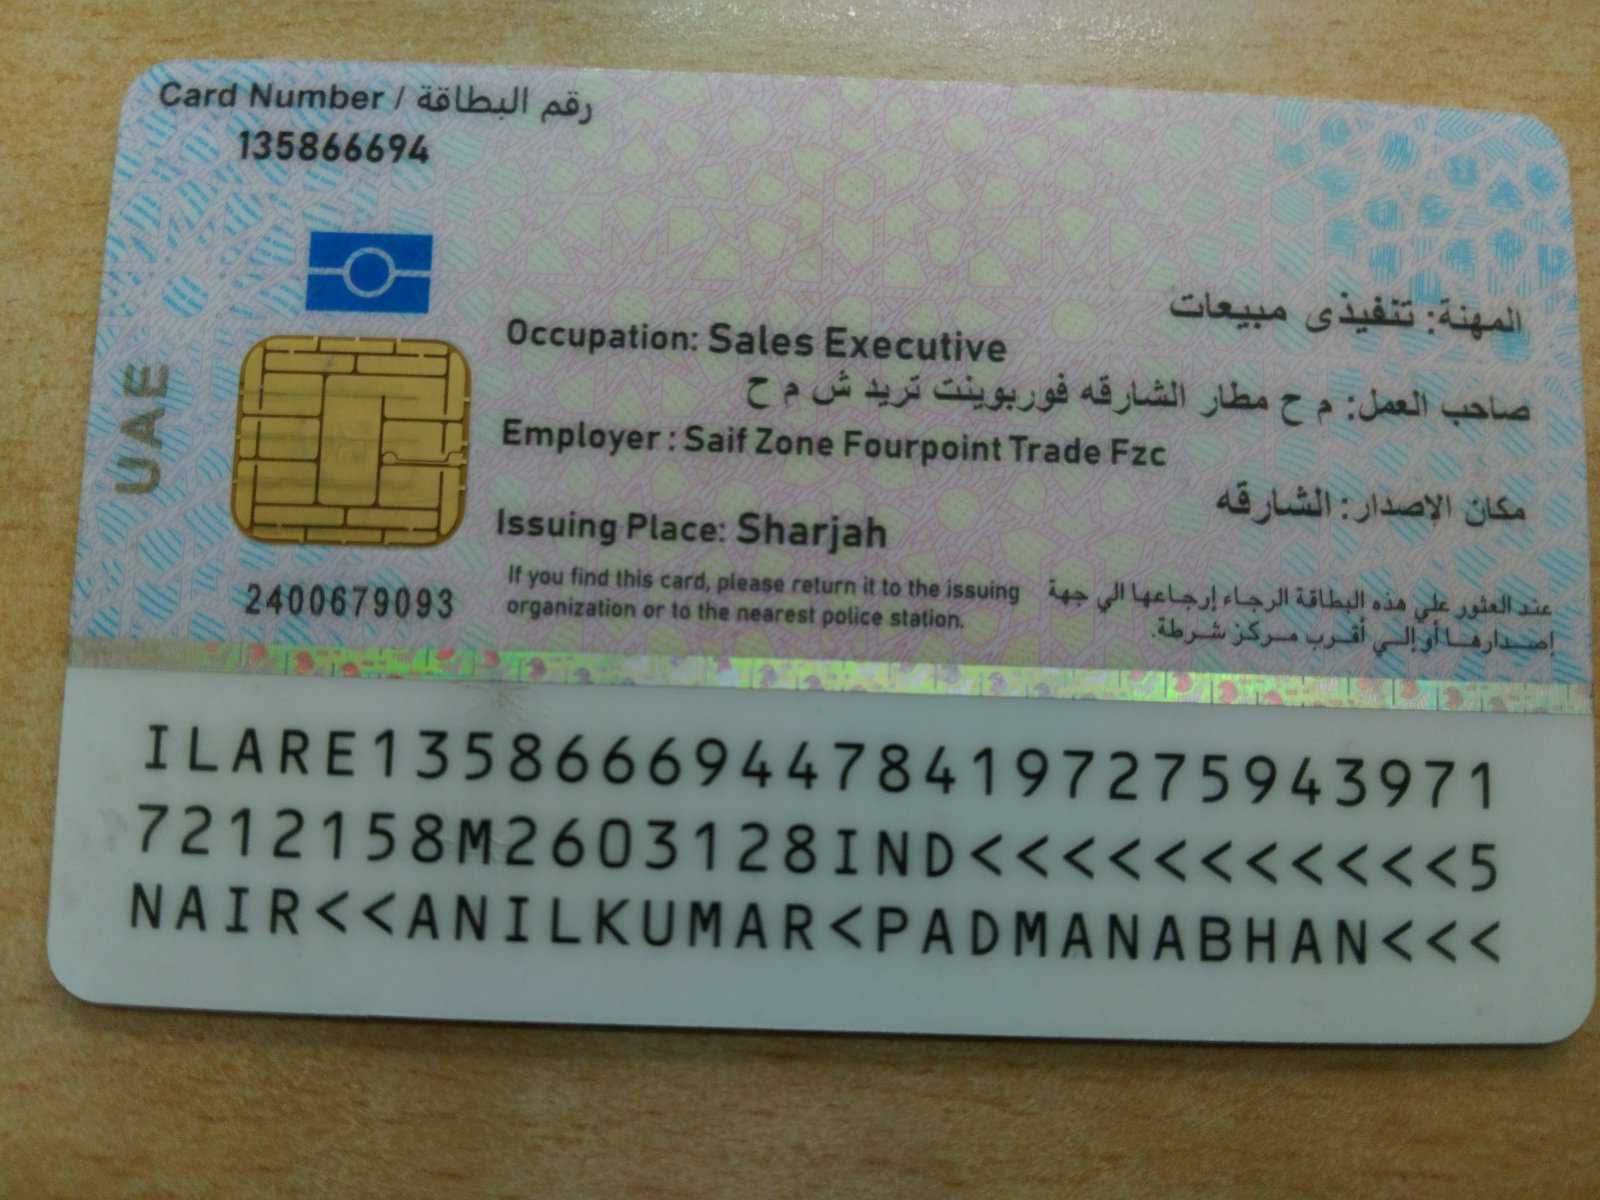 Card Number / رقم البطاقة
135866694
المهنة: تنفيذى مبيعات
Occupation: Sales Executive
صاحب العمل: م ح مطار الشارقه فوربوينت تريد ش م ح
Employer : Saif Zone Fourpoint Trade Fzc
مكان الإصدار: الشارقه
Issuing Place: Sharjah
UAE
2400679093
If you find this card, please return it to the issuing
organization or to the nearest police station.
عند العثور علي هذه البطاقة الرجاء إرجاعها الي جهة
إصدارها أو إلي أقرب مركز شرطة.
ILARE1358666944784197275943971
7212158M2603128IND<<<<<<<<<<<5
NAIR<<ANILKUMAR<PADMANABHAN<<<